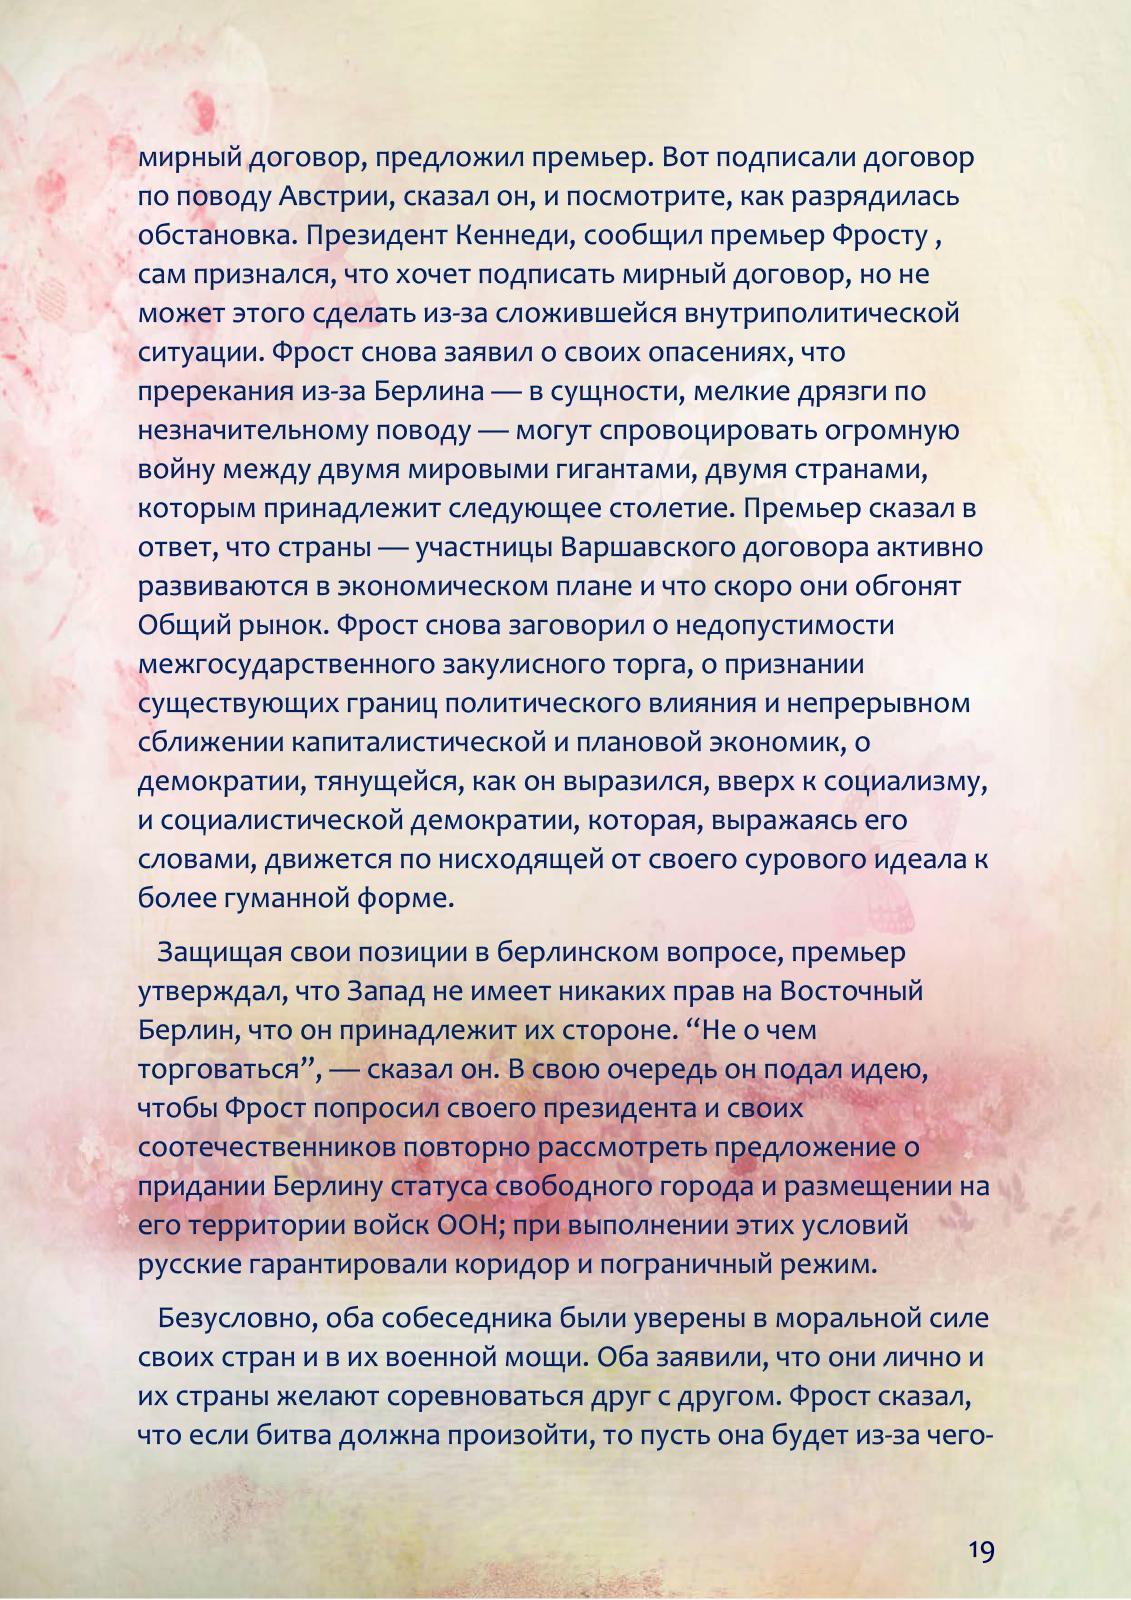 мирный договор, предложил премьер. Вот подписали договор
по поводу Австрии, сказал он, и посмотрите, как разрядилась
обстановка. Президент Кеннеди, сообщил премьер Фросту ,
сам признался, что хочет подписать мирный договор, но не
может этого сделать из-за сложившейся внутриполитической
ситуации. Фрост снова заявил о своих опасениях, что
пререкания из-за Берлина — в сущности, мелкие дрязги по
незначительному поводу — могут спровоцировать огромную
войну между двумя мировыми гигантами, двумя странами,
которым принадлежит следующее столетие. Премьер сказал в
ответ, что страны — участницы Варшавского договора активно
развиваются в экономическом плане и что скоро они обгонят
Общий рынок. Фрост снова заговорил о недопустимости
межгосударственного закулисного торга, о признании
существующих границ политического влияния и непрерывном
сближении капиталистической и плановой экономик, о
демократии, тянущейся, как он выразился, вверх к социализму,
и социалистической демократии, которая, выражаясь его
словами, движется по нисходящей от своего сурового идеала к
более гуманной форме.
Защищая свои позиции в берлинском вопросе, премьер
утверждал, что Запад не имеет никаких прав на Восточный
Берлин, что он принадлежит их стороне. “Не о чем
торговаться”, — сказал он. В свою очередь он подал идею,
чтобы Фрост попросил своего президента и своих
соотечественников повторно рассмотреть предложение о
придании Берлину статуса свободного города и размещении на
его территории войск ООН; при выполнении этих условий
русские гарантировали коридор и пограничный режим.
Безусловно, оба собеседника были уверены в моральной силе
своих стран и в их военной мощи. Оба заявили, что они лично и
их страны желают соревноваться друг с другом. Фрост сказал,
что если битва должна произойти, то пусть она будет из-за чего-
19